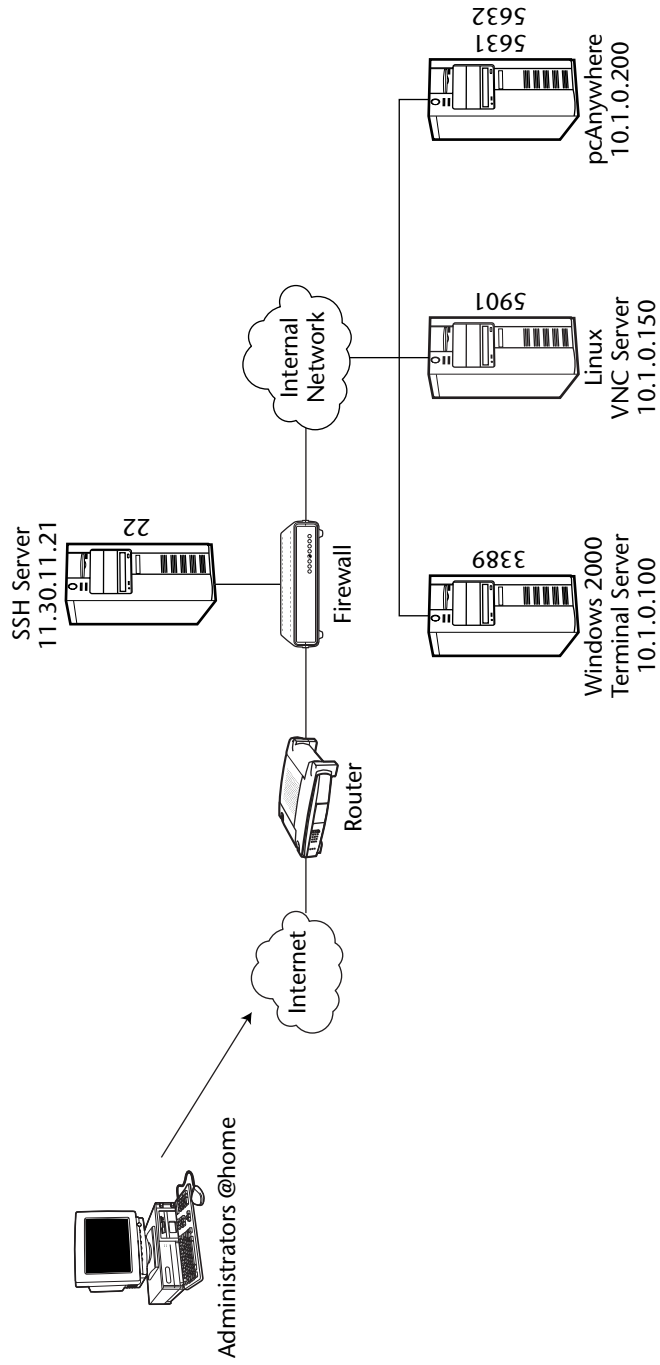 Administrators @home
Internet
Router
Firewall
SSH Server
11.30.11.21
22
Internal
Network
3389
Windows 2000
Terminal Server
10.1.0.100
5901
Linux
VNC Server
10.1.0.150
5631
5632
pcAnywhere
10.1.0.200